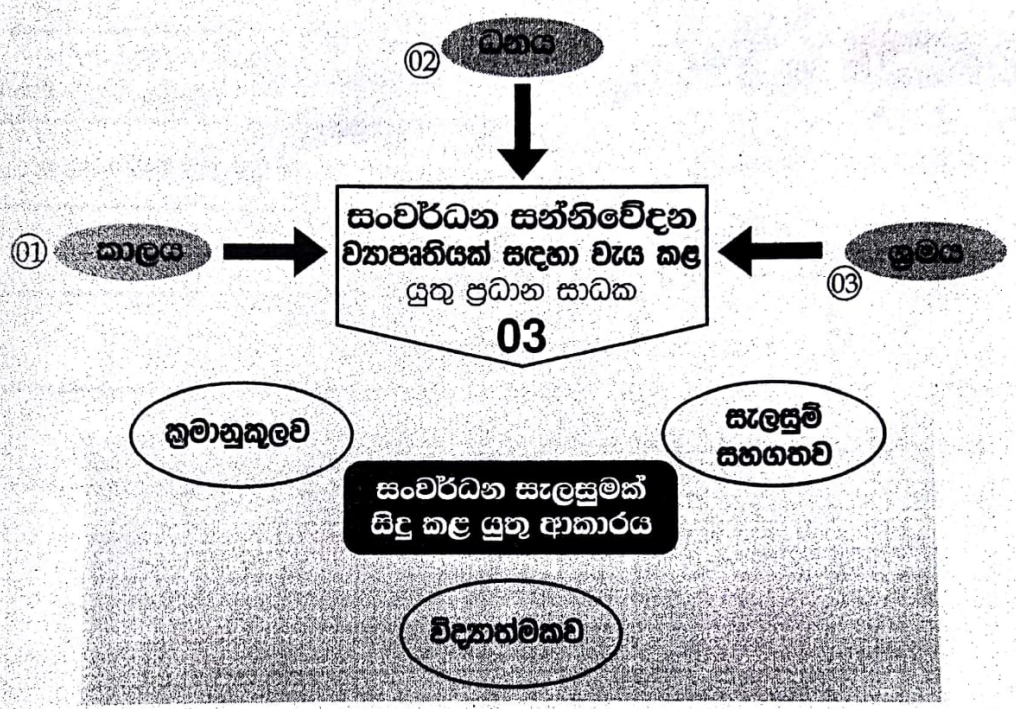 02 ධනය
සංවර්ධන සන්නිවේදන
ව්‍යාපෘතියක් සඳහා වැය කළ
යුතු ප්‍රධාන සාධක
03
01 කාලය
03 ශ්‍රමය
ක්‍රමානුකූලව
සැලසුම්
සහගතව
සංවර්ධන සැලසුමක්
සිදු කළ යුතු ආකාරය
විද්‍යාත්මකව